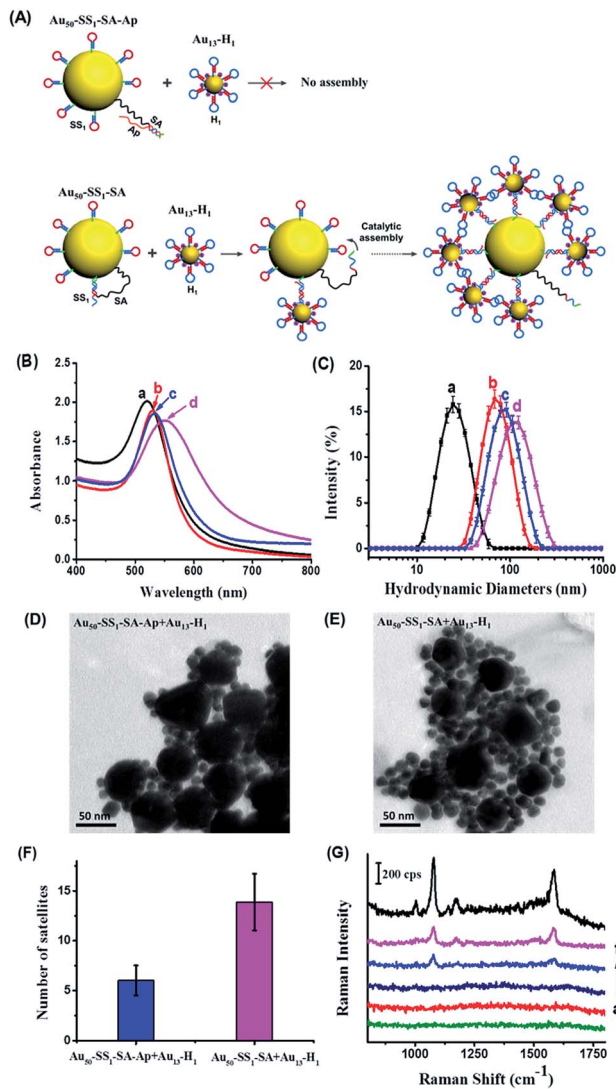 (A)
Au₅₀-SS₁-SA-Ap
Au₁₃-H₁
+
No assembly
SS₁
Ap
SA
H₁
Au₅₀-SS₁-SA
Au₁₃-H₁
+
Catalytic
assembly
SS₁
SA
H₁
(B)
2.5
2.0
1.5
1.0
0.5
0.0
Absorbance
a
b
c
d
400
500
600
700
800
Wavelength (nm)
(C)
20
15
10
5
0
Intensity (%)
a
b
c
d
10
100
1000
Hydrodynamic Diameters (nm)
(D)
Au₅₀-SS₁-SA-Ap+Au₁₃-H₁
50 nm
(E)
Au₅₀-SS₁-SA+Au₁₃-H₁
50 nm
(F)
15
10
5
0
Number of satellites
Au₅₀-SS₁-SA-Ap+Au₁₃-H₁
Au₅₀-SS₁-SA+Au₁₃-H₁
(G)
200 cps
Raman Intensity
a
1000
1250
1500
1750
Raman Shift (cm⁻¹)